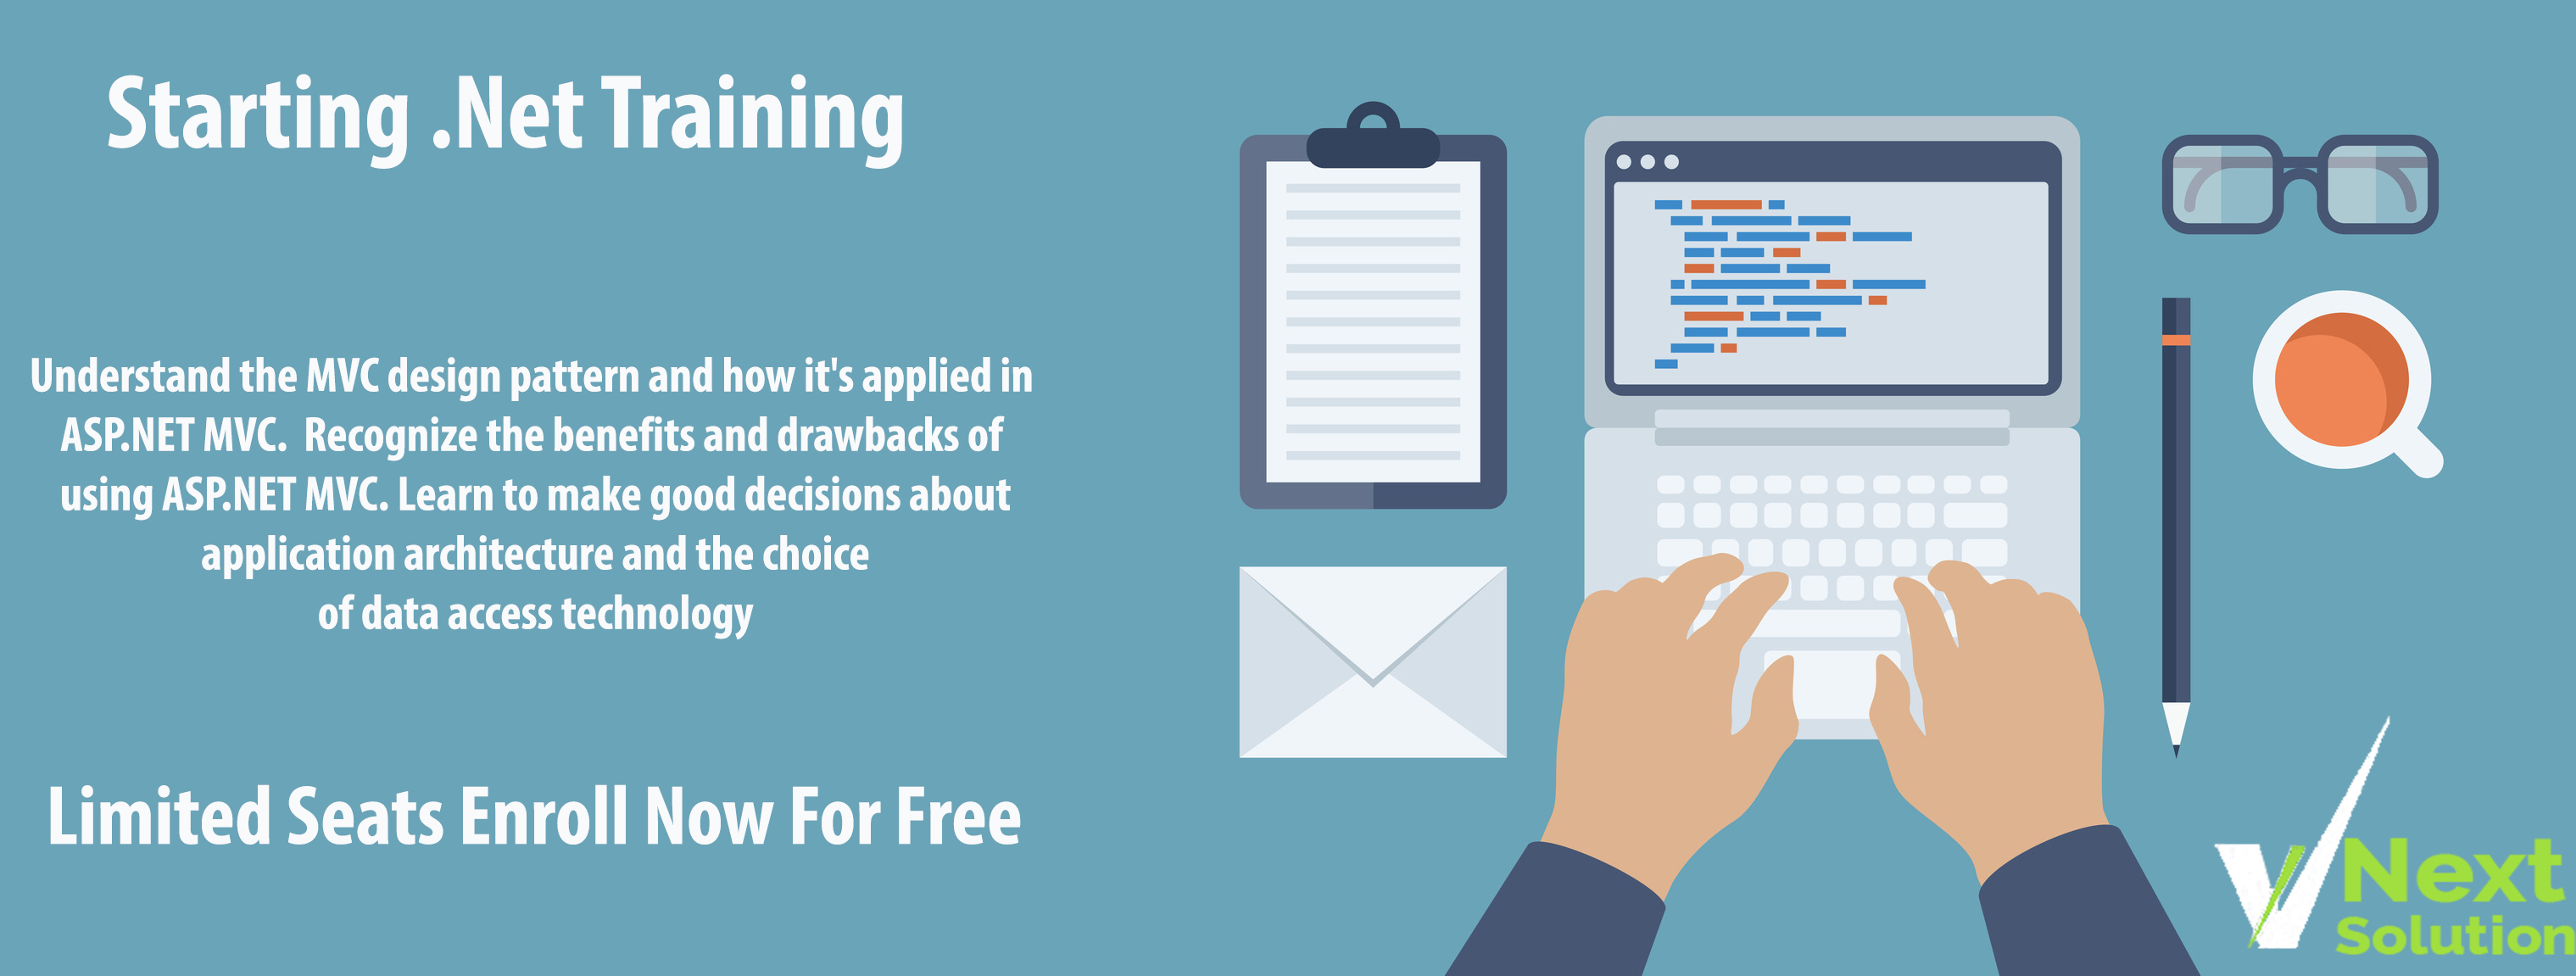 Starting .Net Training
Understand the MVC design pattern and how it's applied in
ASP.NET MVC.  Recognize the benefits and drawbacks of
using ASP.NET MVC. Learn to make good decisions about
application architecture and the choice
of data access technology
Limited Seats Enroll Now For Free
V Next
Solution